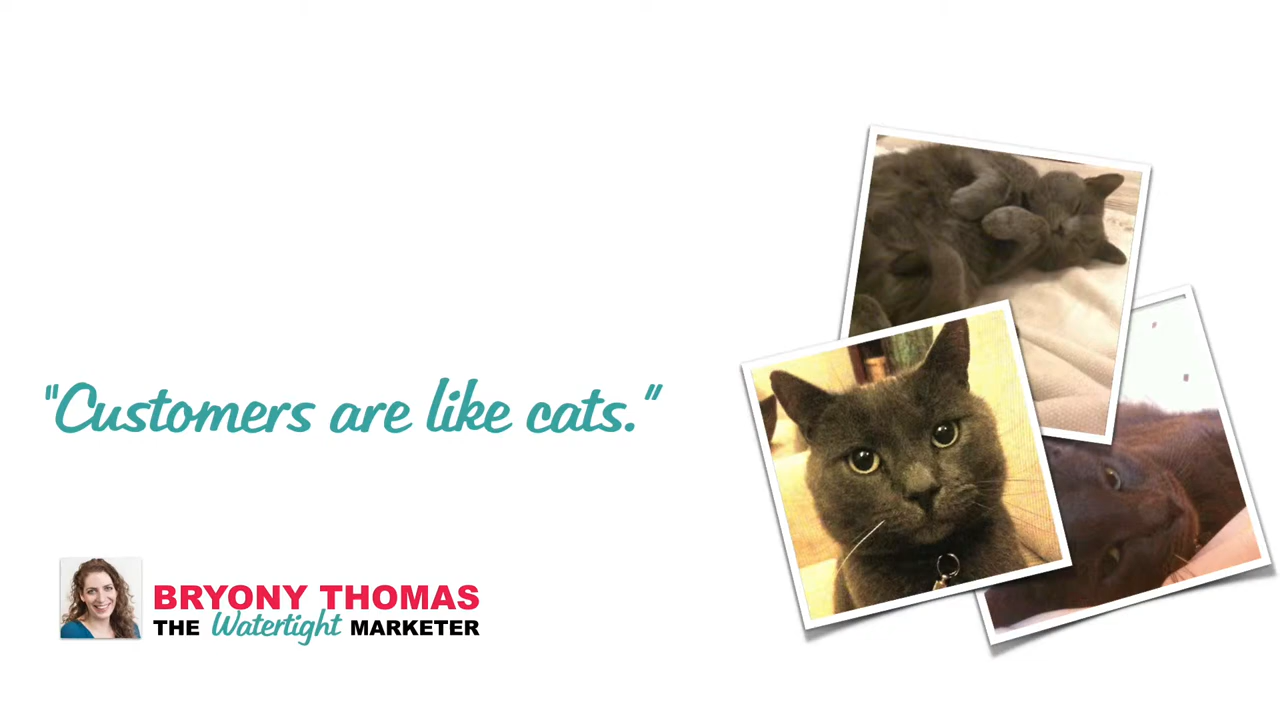 "Customers are like cats."
BRYONY THOMAS
THE Watertight MARKETER